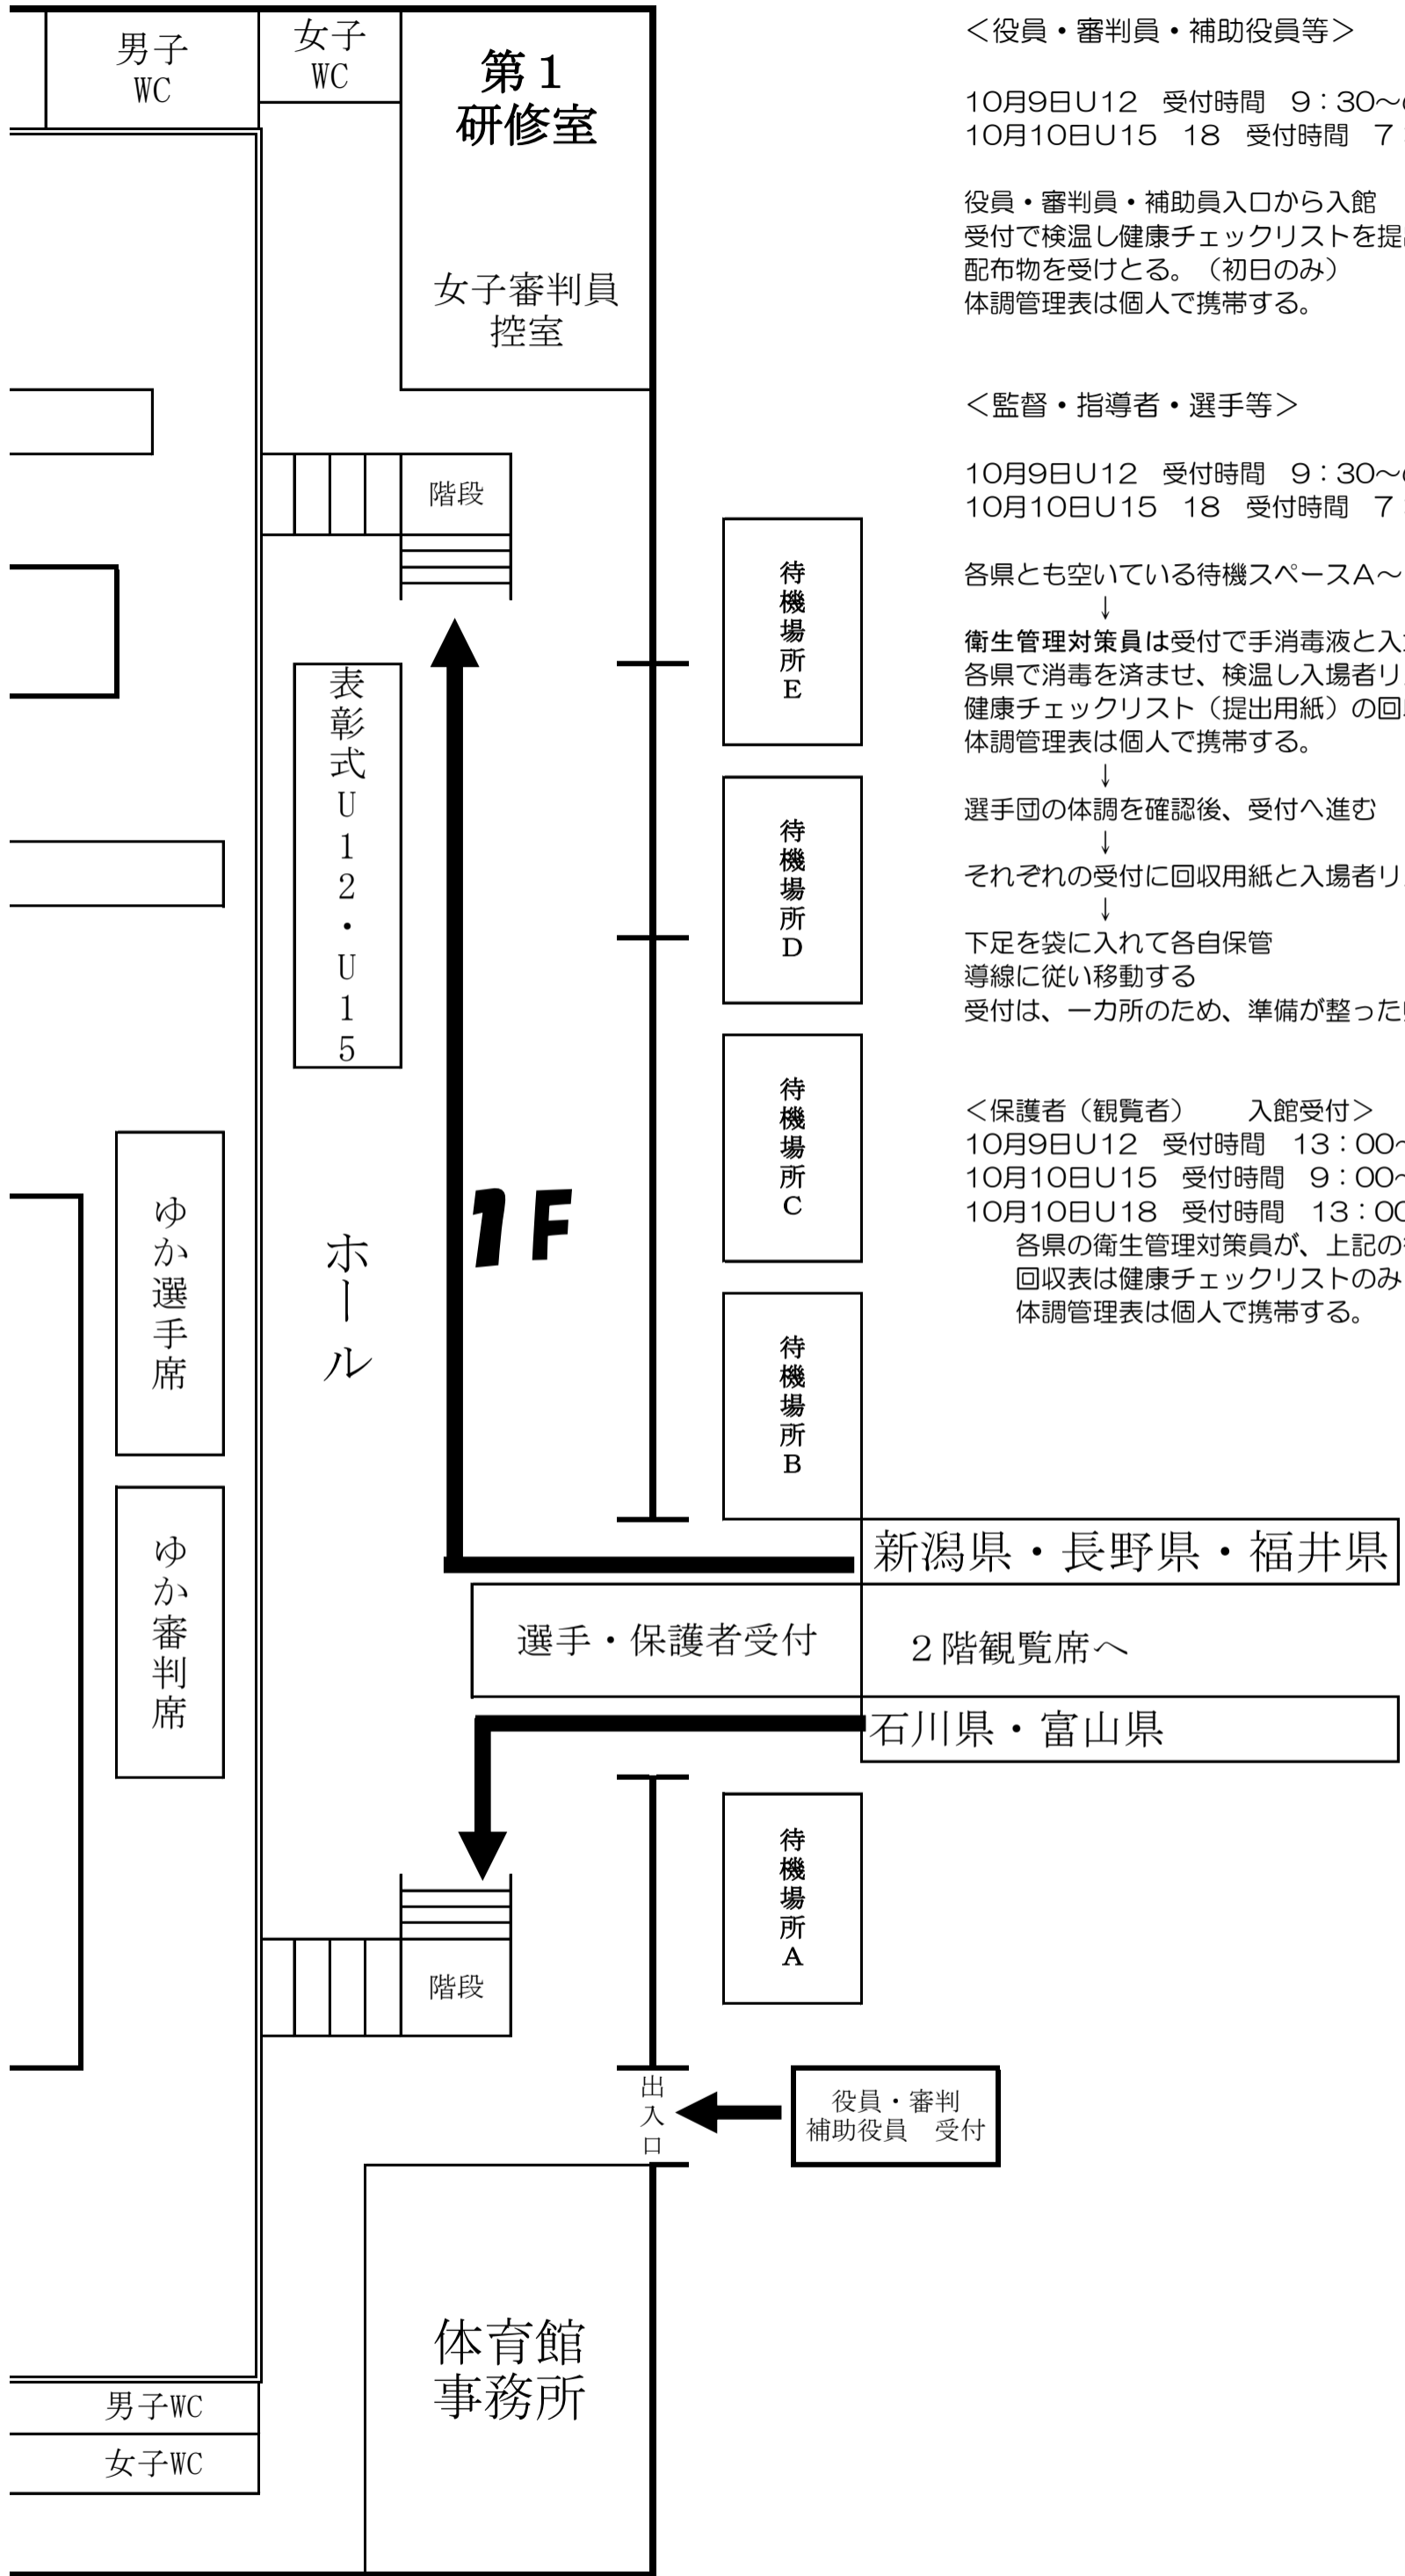 男子
WC
女子
WC
第１
研修室
女子審判員
控室
階段
表彰式U12・U15
ホール
1F
ゆか選手席
ゆか審判席
待機場所E
待機場所D
待機場所C
待機場所B
新潟県・長野県・福井県
選手・保護者受付
２階観覧席へ
石川県・富山県
待機場所A
階段
出入口
役員・審判
補助役員　受付
体育館
事務所
男子WC
女子WC
＜役員・審判員・補助役員等＞
10月9日U12　受付時間　9：30～
10月10日U15　18　受付時間　7：
役員・審判員・補助員入口から入館
受付で検温し健康チェックリストを提
配布物を受けとる。（初日のみ）
体調管理表は個人で携帯する。
＜監督・指導者・選手等＞
10月9日U12　受付時間　9：30～
10月10日U15　18　受付時間　7：
各県とも空いている待機スペースA～
↓
衛生管理対策員は受付で手消毒液と入
各県で消毒を済ませ、検温し入場者リ
健康チェックリスト（提出用紙）の回
体調管理表は個人で携帯する。
↓
選手団の体調を確認後、受付へ進む
↓
それぞれの受付に回収用紙と入場者リ
↓
下足を袋に入れて各自保管
導線に従い移動する
受付は、一カ所のため、準備が整った
＜保護者（観覧者）　　入館受付＞
10月9日U12　受付時間　13：00～
10月10日U15　受付時間　9：00～
10月10日U18　受付時間　13：00
各県の衛生管理対策員が、上記の
回収表は健康チェックリストのみ
体調管理表は個人で携帯する。